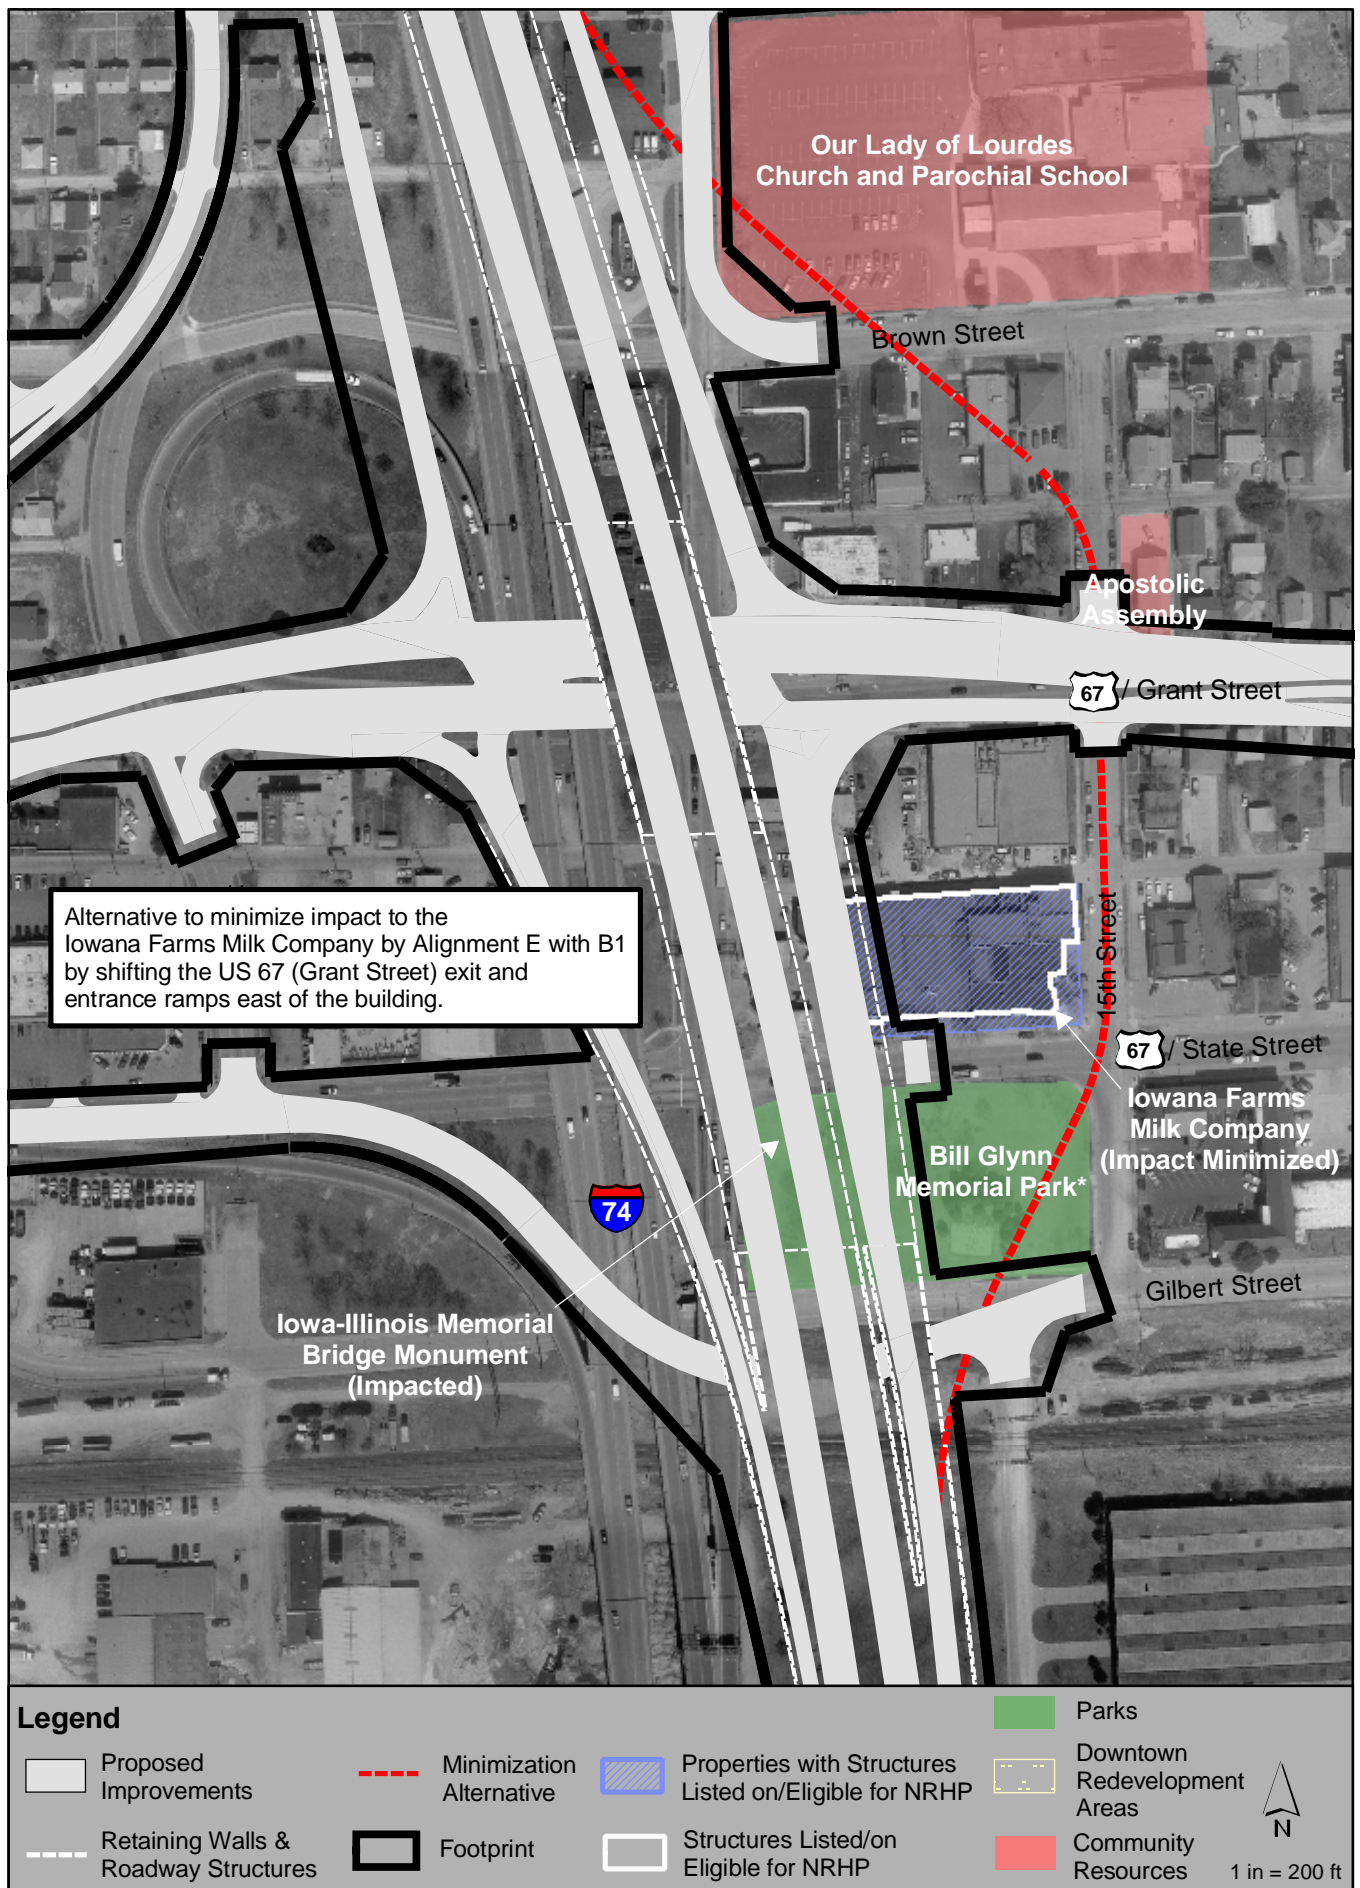 Our Lady of Lourdes
Church and Parochial School
Brown Street
Apostolic
Assembly
67 / Grant Street
Alternative to minimize impact to the
Iowana Farms Milk Company by Alignment E with B1
by shifting the US 67 (Grant Street) exit and
entrance ramps east of the building.
15th Street
67 / State Street
Iowana Farms
Milk Company
(Impact Minimized)
Bill Glynn
Memorial Park*
74
Gilbert Street
Iowa-Illinois Memorial
Bridge Monument
(Impacted)
Legend
Proposed
Improvements
Retaining Walls &
Roadway Structures
Minimization
Alternative
Footprint
Properties with Structures
Listed on/Eligible for NRHP
Structures Listed/on
Eligible for NRHP
Parks
Downtown
Redevelopment
Areas
Community
Resources
N
1 in = 200 ft